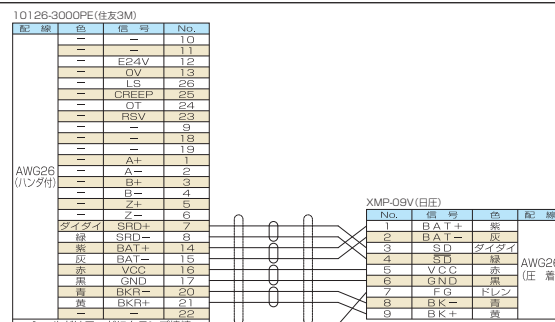 10126-3000PE(住友3M)
配 線 色 信 号 No.
— — 10
— — 11
— E24V 12
— 0V 13
— LS 26
— CREEP 25
— OT 24
— RSV 23
— — 9
— — 18
— — 19
— A+ 1
— A− 2
— B+ 3
— B− 4
— Z+ 5
— Z− 6
ダイダイ SRD+ 7
緑 SRD− 8
紫 BAT+ 14
灰 BAT− 15
赤 VCC 16
黒 GND 17
青 BKR− 20
黄 BKR+ 21
— — 22
AWG26
(ハンダ付)
XMP-09V(日圧)
No. 信 号 色 配 線
1 BAT+ 紫
2 BAT− 灰
3 SD ダイダイ
4 S̅D̅ 緑
5 VCC 赤
6 GND 黒
7 FG ドレン
8 BK− 青
9 BK+ 黄
AWG26
(圧 着